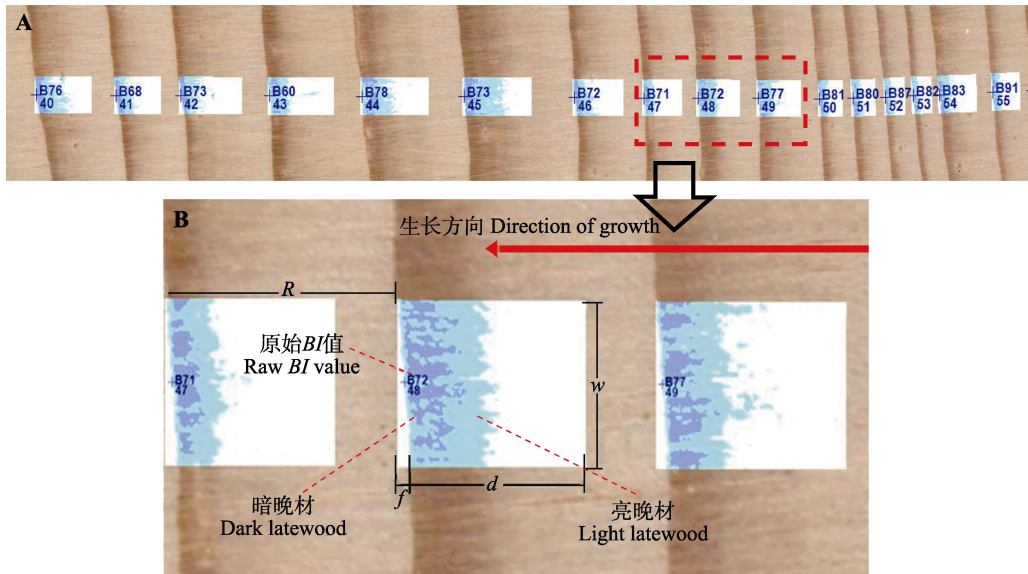 A
B76
40
B68
41
B73
42
B60
43
B78
44
B73
45
B72
46
B71
47
B72
48
B77
49
B81
50
B80
51
B87
52
B82
53
B83
54
B91
55
B
生长方向 Direction of growth
R
原始BI值
Raw BI value
B71
47
B72
48
B77
49
w
f
d
暗晚材
Dark latewood
亮晚材
Light latewood